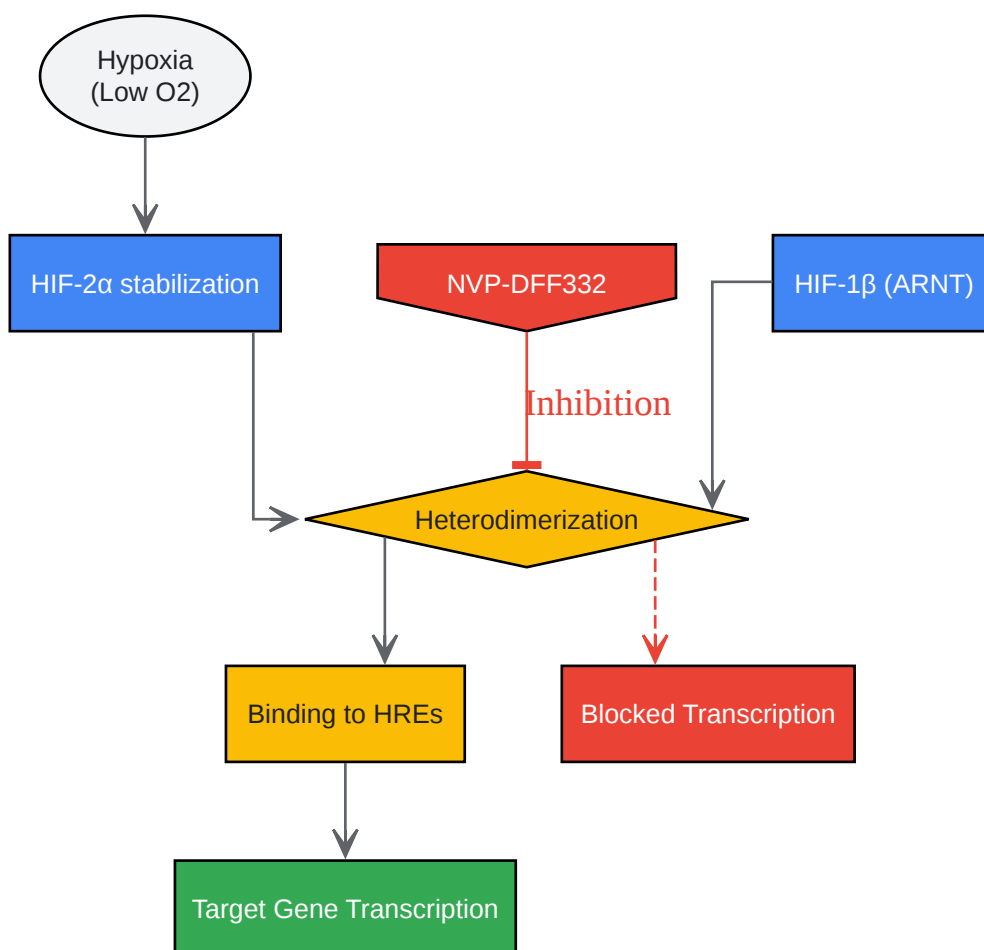 Hypoxia
(Low O2)
HIF-2α stabilization
NVP-DFF332
HIF-1β (ARNT)
Inhibition
Heterodimerization
Binding to HREs
Blocked Transcription
Target Gene Transcription